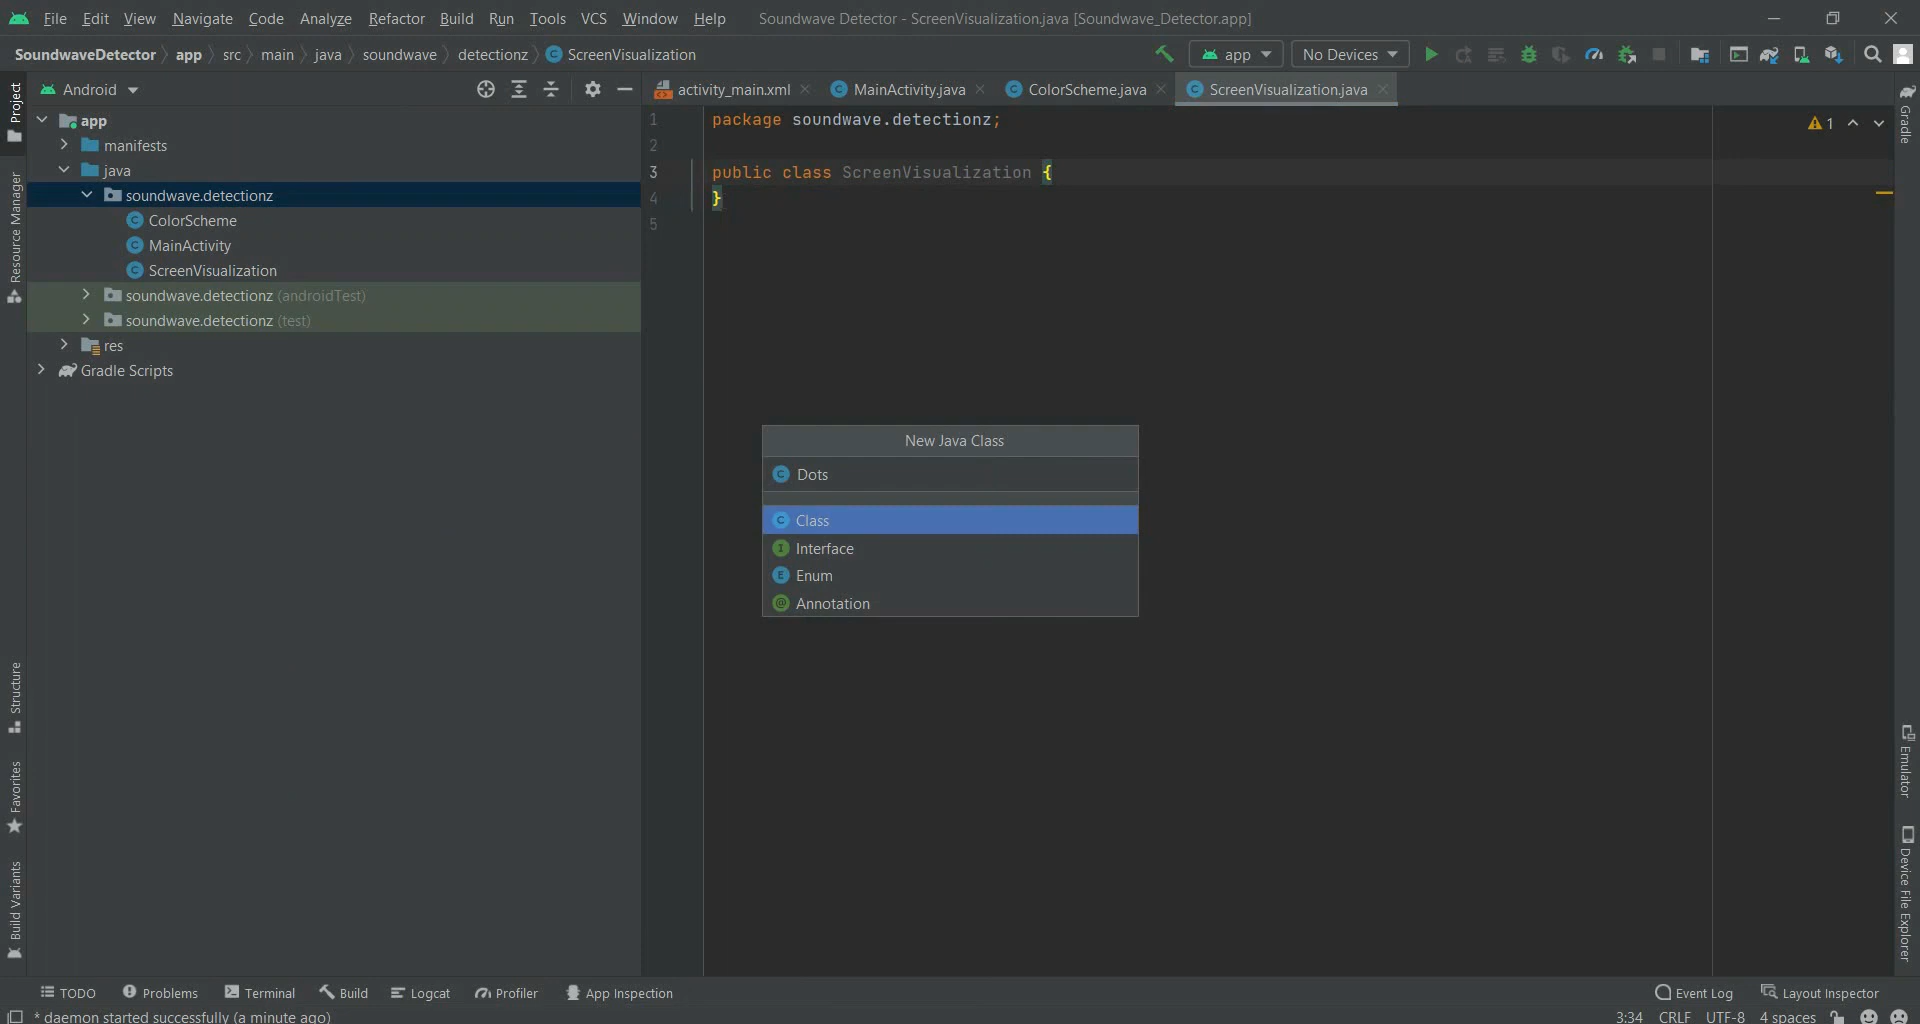 File Edit View Navigate Code Analyze Refactor Build Run Tools VCS Window Help Soundwave Detector - ScreenVisualization.java [Soundwave_Detector.app]
SoundwaveDetector app src main java soundwave detectionz C ScreenVisualization app No Devices
Project
Resource Manager
Structure
Favorites
Build Variants
Android
app
manifests
java
soundwave.detectionz
C ColorScheme
C MainActivity
C ScreenVisualization
soundwave.detectionz (androidTest)
soundwave.detectionz (test)
res
Gradle Scripts
activity_main.xml C MainActivity.java C ColorScheme.java C ScreenVisualization.java
1 package soundwave.detectionz;
2
3 public class ScreenVisualization {
4 }
5
1
New Java Class
C Dots
C Class
I Interface
E Enum
@ Annotation
Gradle
Emulator
Device File Explorer
TODO Problems Terminal Build Logcat Profiler App Inspection Event Log Layout Inspector
* daemon started successfully (a minute ago) 3:34 CRLF UTF-8 4 spaces